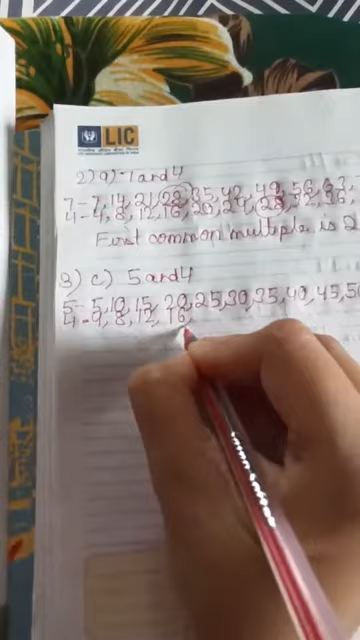 LIC
2) a) 7 and 4
7 - 7, 14, 21, 28, 35, 42, 49, 56, 63,
4 - 4, 8, 12, 16, 20, 24, 28, 32, 36,
First common multiple is 2
3) c) 5 and 4
5 - 5, 10, 15, 20, 25, 30, 35, 40, 45, 50
4 - 4, 8, 12, 16,